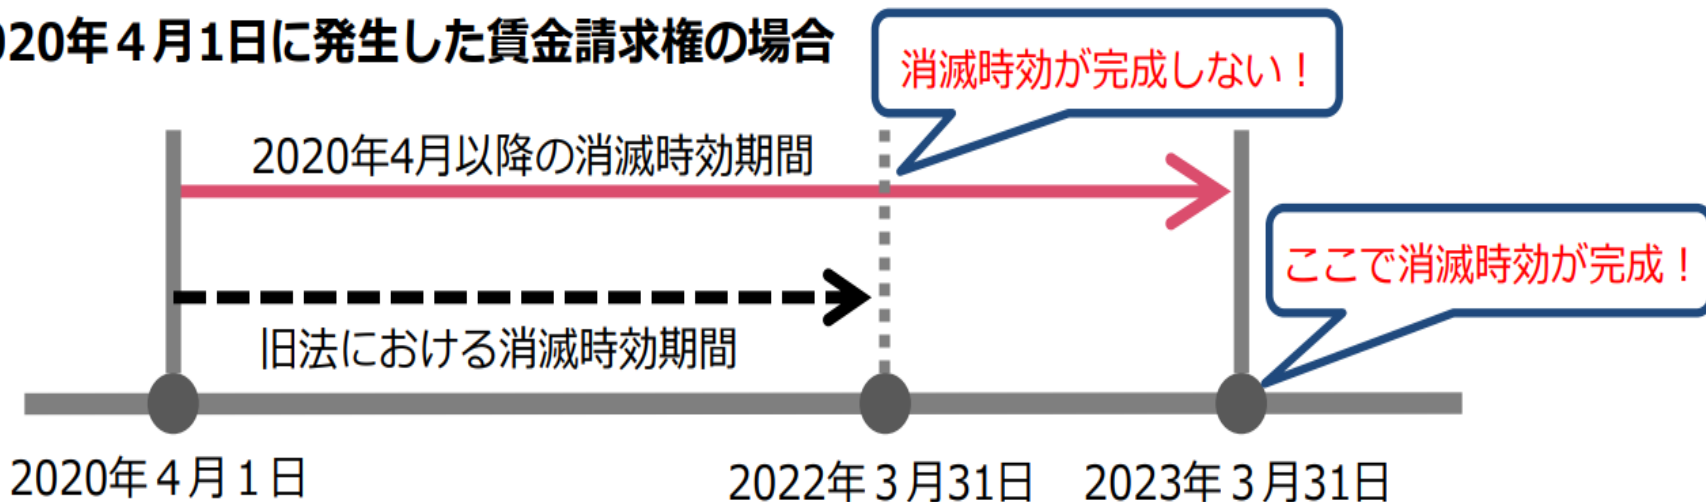 020年４月1日に発生した賃金請求権の場合
消滅時効が完成しない！
2020年4月以降の消滅時効期間
ここで消滅時効が完成！
旧法における消滅時効期間
2020年４月１日
2022年３月31日
2023年３月31日